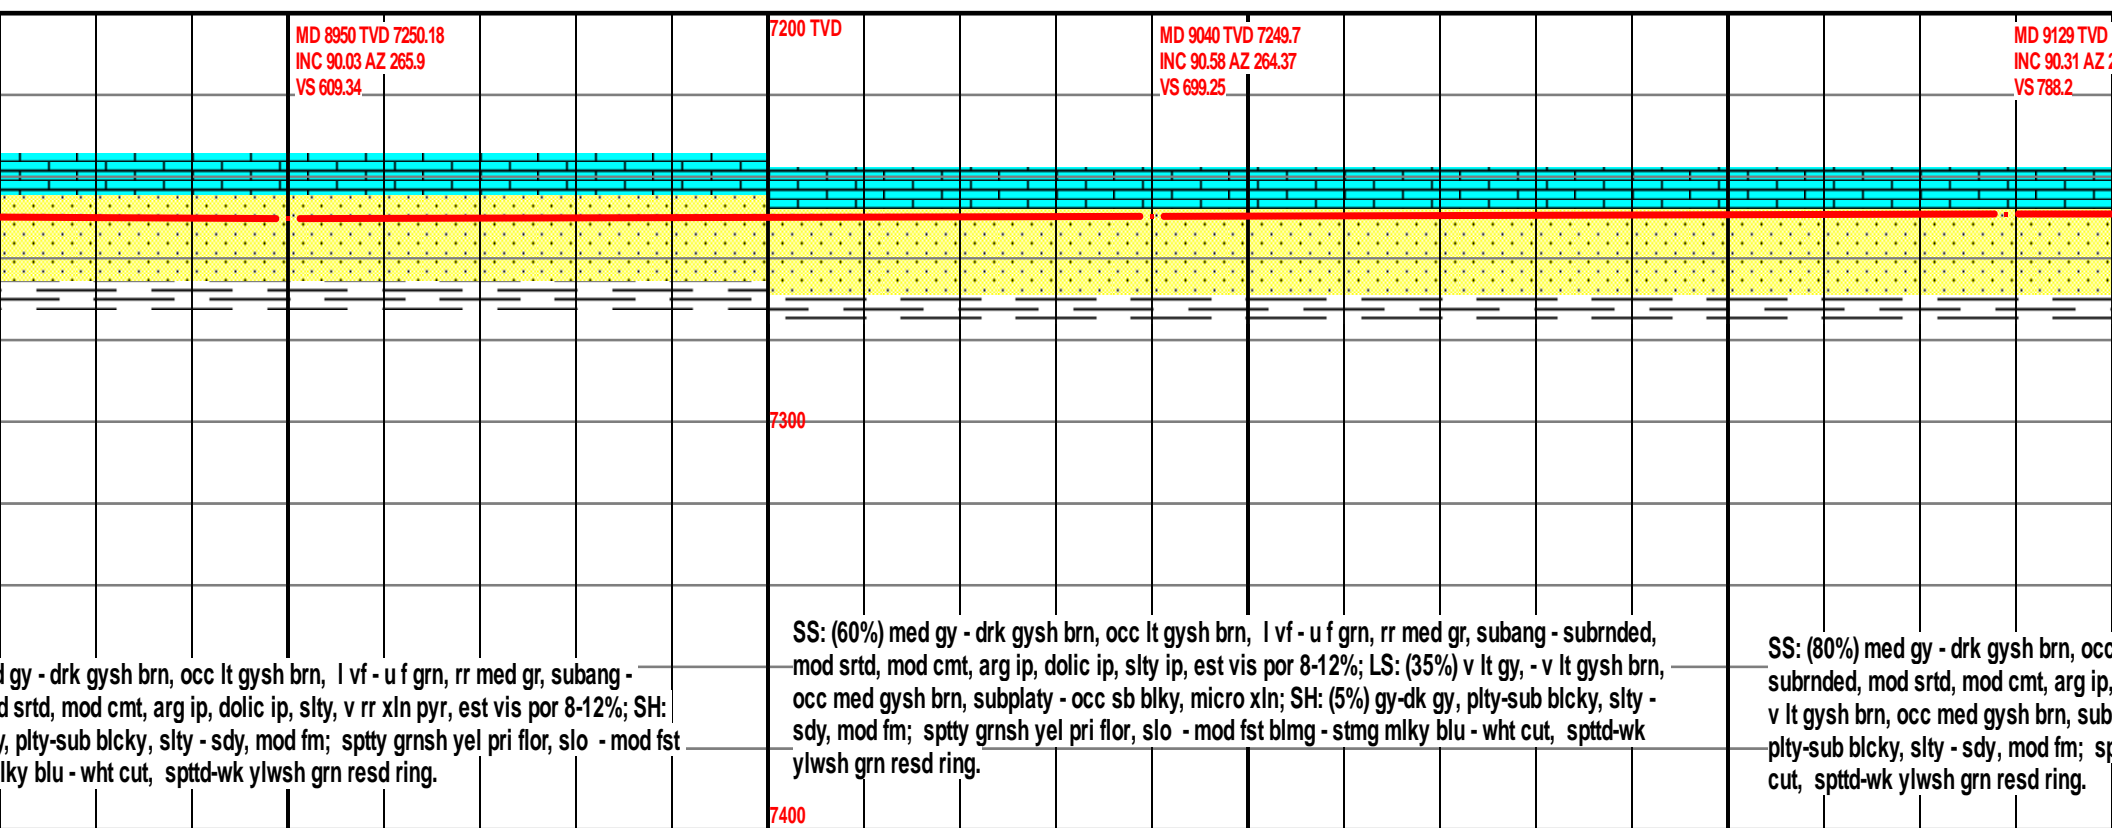 MD 8950 TVD 7250.18
INC 90.03 AZ 265.9
VS 609.34
7200 TVD
MD 9040 TVD 7249.7
INC 90.58 AZ 264.37
VS 699.25
MD 9129 TVD
INC 90.31 AZ
VS 788.2
7300
gy - drk gysh brn, occ lt gysh brn, l vf - u f grn, rr med gr, subang -
srtd, mod cmt, arg ip, dolic ip, slty, v rr xln pyr, est vis por 8-12%; SH:
plty-sub blcky, slty - sdy, mod fm; sptty grnsh yel pri flor, slo - mod fst
blu - wht cut, spttd-wk ylwsh grn resd ring.
SS: (60%) med gy - drk gysh brn, occ lt gysh brn, l vf - u f grn, rr med gr, subang - subrnded,
mod srtd, mod cmt, arg ip, dolic ip, slty ip, est vis por 8-12%; LS: (35%) v lt gy, - v lt gysh brn,
occ med gysh brn, subplaty - occ sb blky, micro xln; SH: (5%) gy-dk gy, plty-sub blcky, slty -
sdy, mod fm; sptty grnsh yel pri flor, slo - mod fst blmg - stmg mlky blu - wht cut, spttd-wk
ylwsh grn resd ring.
SS: (80%) med gy - drk gysh brn, occ
subrnded, mod srtd, mod cmt, arg ip,
v lt gysh brn, occ med gysh brn, sub
plty-sub blcky, slty - sdy, mod fm;
cut, spttd-wk ylwsh grn resd ring.
7400